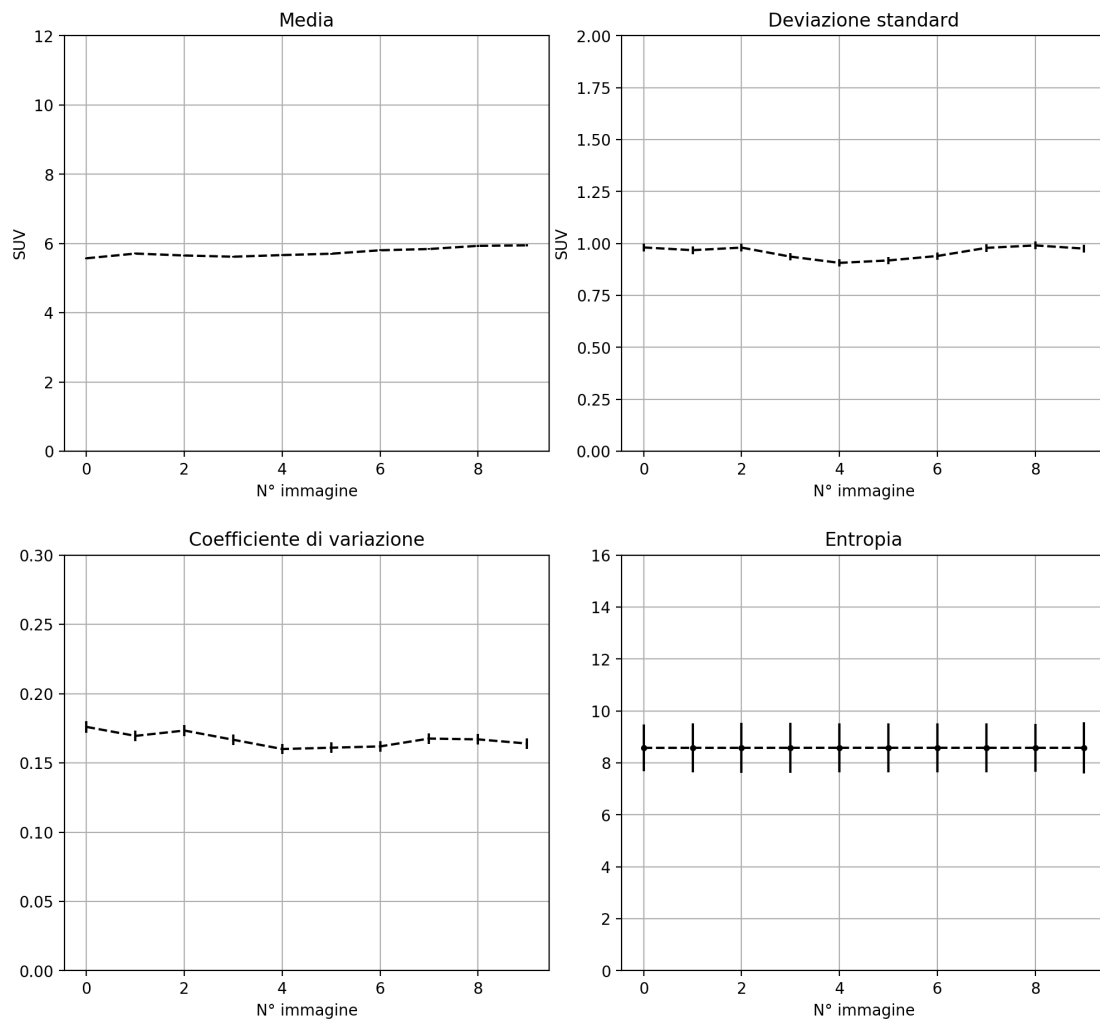 Media
12
10
8
6
4
2
0
SUV
0 2 4 6 8
N° immagine
Deviazione standard
2.00
1.75
1.50
1.25
1.00
0.75
0.50
0.25
0.00
SUV
0 2 4 6 8
N° immagine
Coefficiente di variazione
0.30
0.25
0.20
0.15
0.10
0.05
0.00
0 2 4 6 8
N° immagine
Entropia
16
14
12
10
8
6
4
2
0
0 2 4 6 8
N° immagine